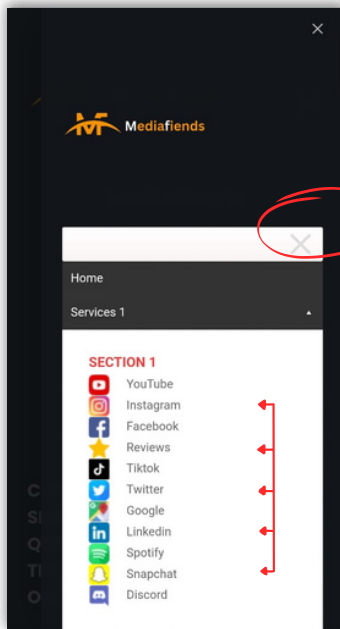 Mediafiends
Home
Services 1
SECTION 1
YouTube
Instagram
Facebook
Reviews
Tiktok
Twitter
Google
Linkedin
Spotify
Snapchat
Discord